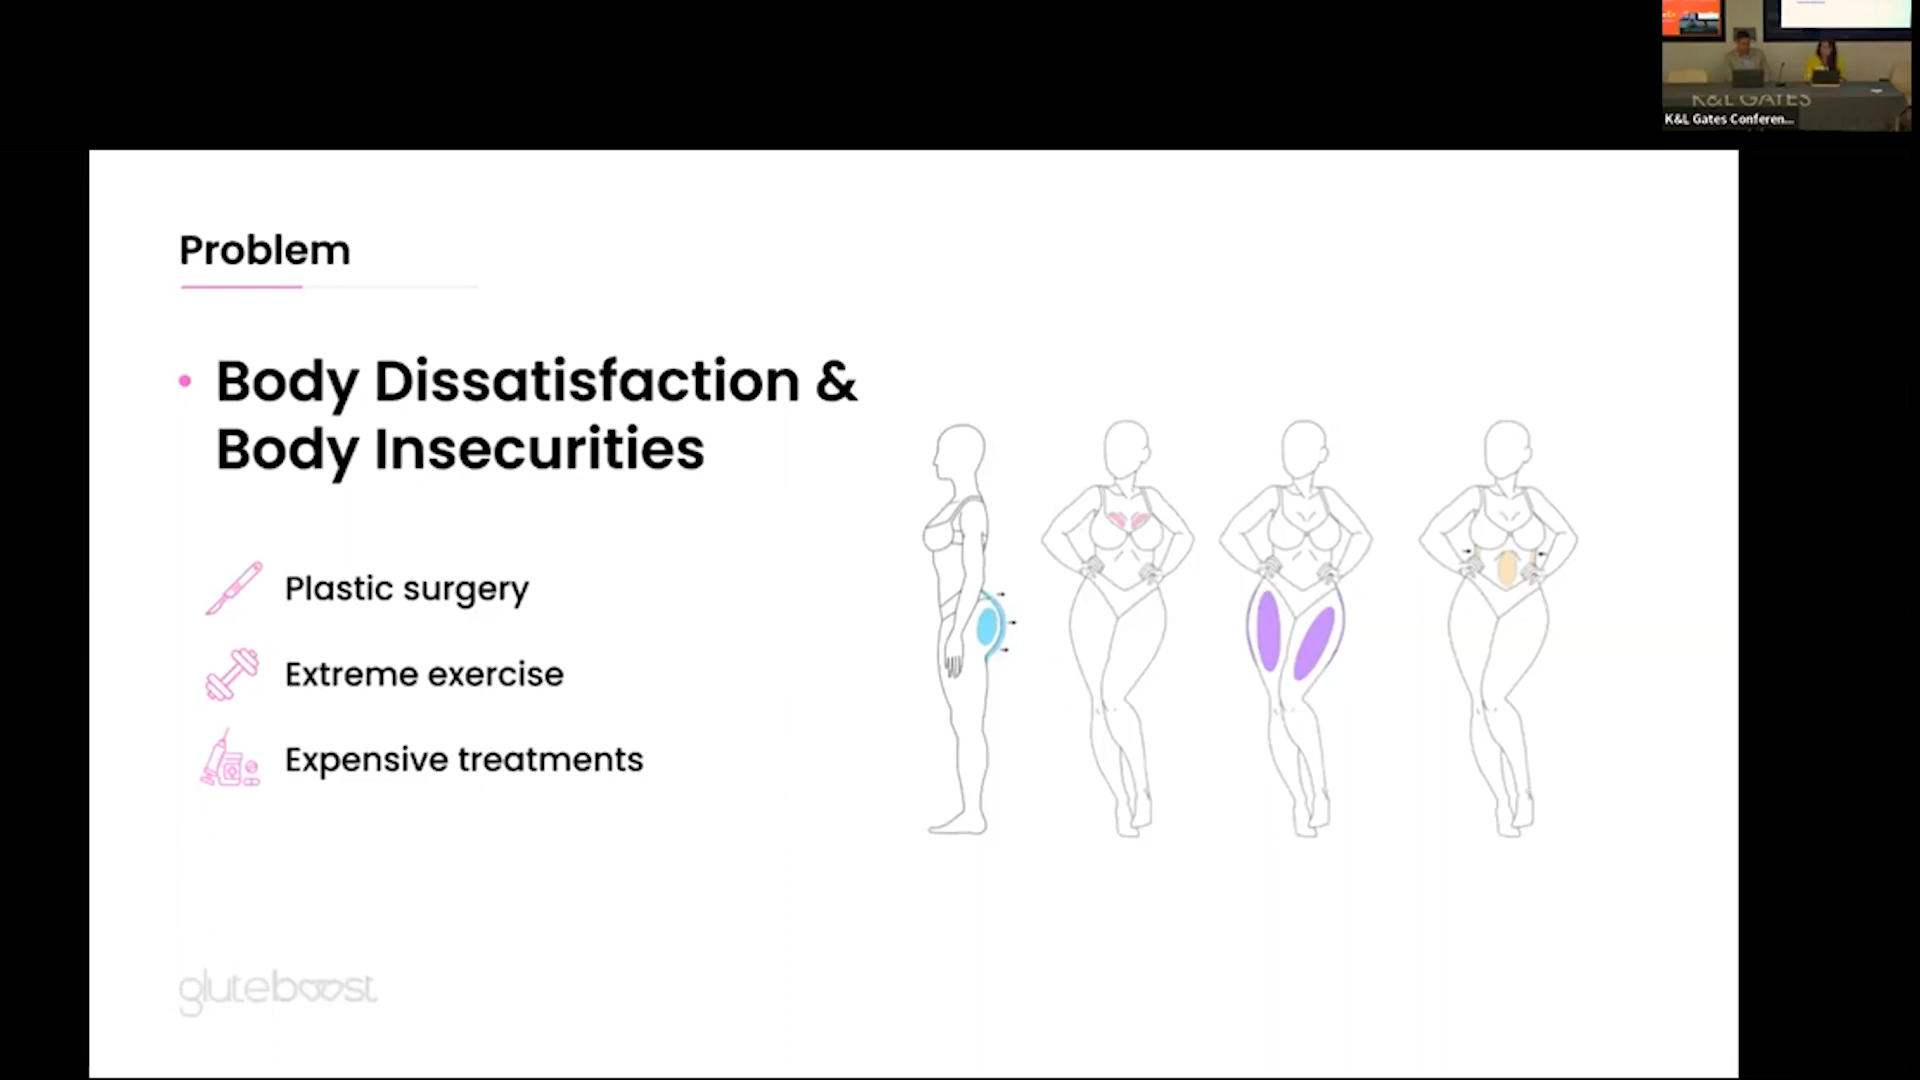 K&L GATES
K&L Gates Conferen...
Problem
• Body Dissatisfaction &
Body Insecurities
Plastic surgery
Extreme exercise
Expensive treatments
gluteboost